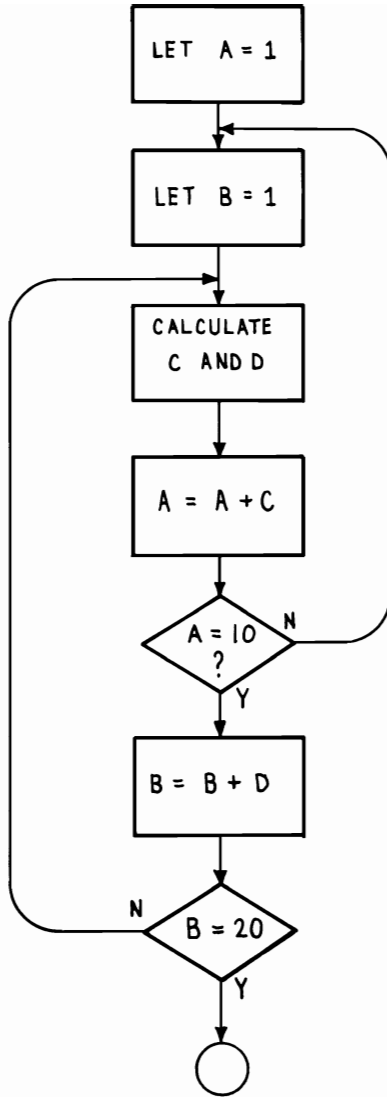 LET A = 1
LET B = 1
CALCULATE
C AND D
A = A + C
A = 10
?
N
Y
B = B + D
N
B = 20
Y